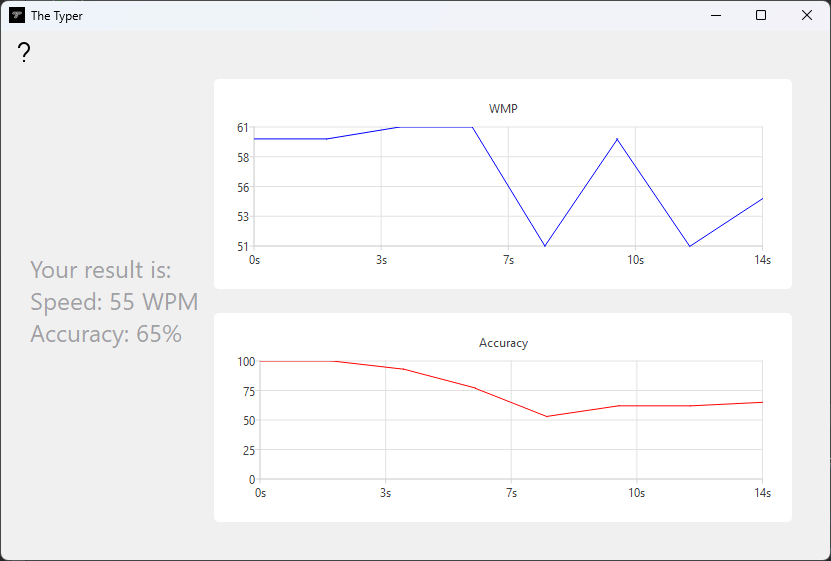 The Typer
?
WMP
61
58
56
53
51
0s 3s 7s 10s 14s
Your result is:
Speed: 55 WPM
Accuracy: 65%
Accuracy
100
75
50
25
0
0s 3s 7s 10s 14s